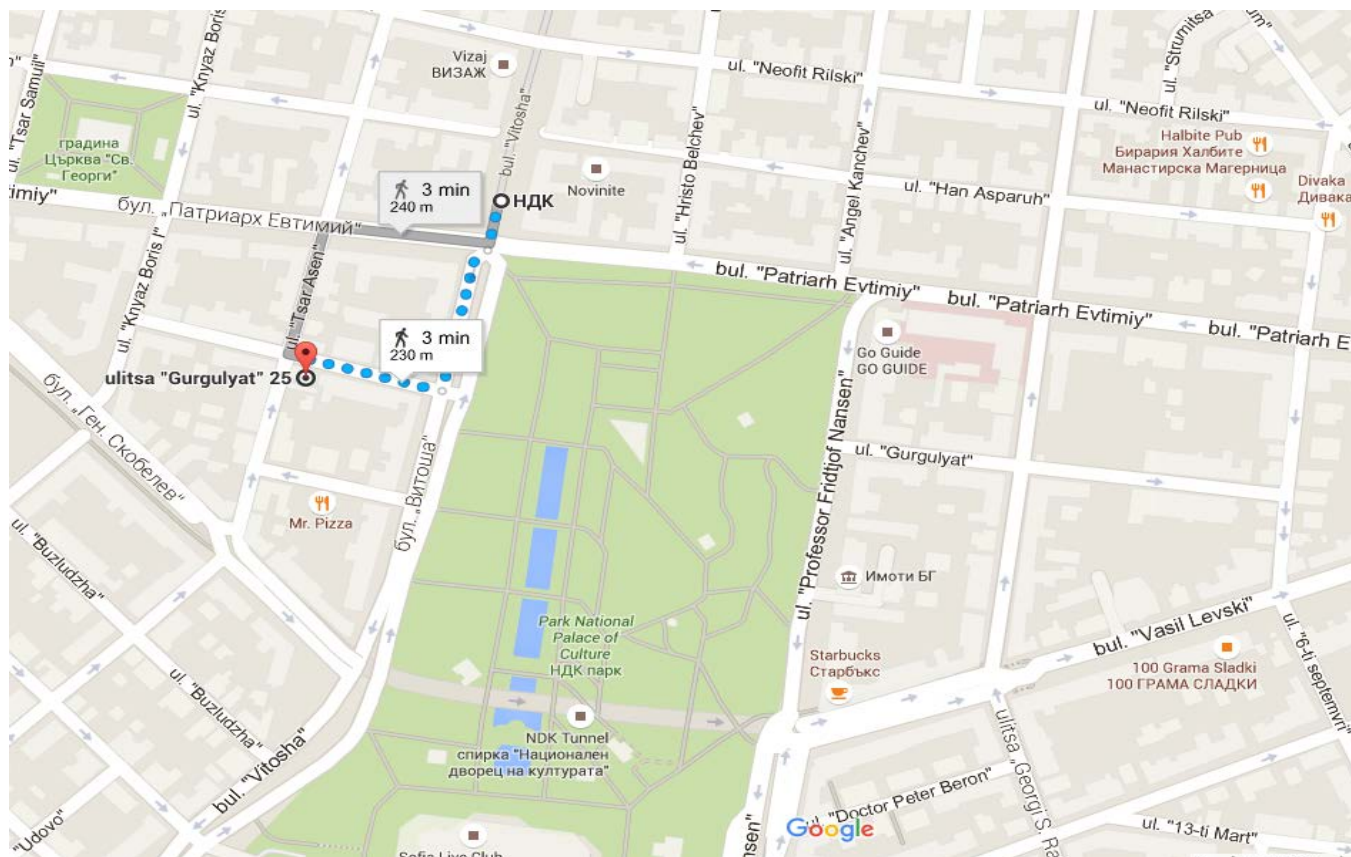 ul. "Knyaz Boris
ul. "Tsar Samuil"
Vizaj
ВИЗАЖ
bul. "Vitosha"
ul. "Neofit Rilski"
ul. "Strumitsa
ul. "Neofit Rilski"
градина
Църква "Св.
Георги"
Halbite Pub
Бирария Халбите
Манастирска Магерница
Divaka
Дивака
3 min
240 m
НДК
Novinite
ul. "Hristo Belchev"
ul. "Angel Kanchev"
ul. "Han Asparuh"
timiy"
бул. „Патриарх Евтимий"
bul. "Patriarh Evtimiy"
bul. "Patriarh Evtimiy"
bul. "Patriarh E
ul. "Knyaz Boris I"
ul. "Tsar Asen"
3 min
230 m
Go Guide
GO GUIDE
ulitsa "Gurgulyat" 25
бул. „Ген. Скобелев“
бул. „Витоша"
ul. "Professor Fridtjof Nansen"
ul. "Gurgulyat"
Mr. Pizza
ul. "Buzludzha"
Имоти БГ
Park National
Palace of
Culture
НДК парк
Starbucks
Старбъкс
bul. "Vasil Levski"
100 Grama Sladki
100 ГРАМА СЛАДКИ
ul. "6-ti septemvri"
ul. "Buzludzha"
NDK Tunnel
спирка "Национален
дворец на културата"
bul. "Vitosha"
ulitsa „Georgi S. Ra
ul. "Doctor Peter Beron"
Google
ul. "13-ti Mart"
"Udovo"
nsen"
Sofia Live Club